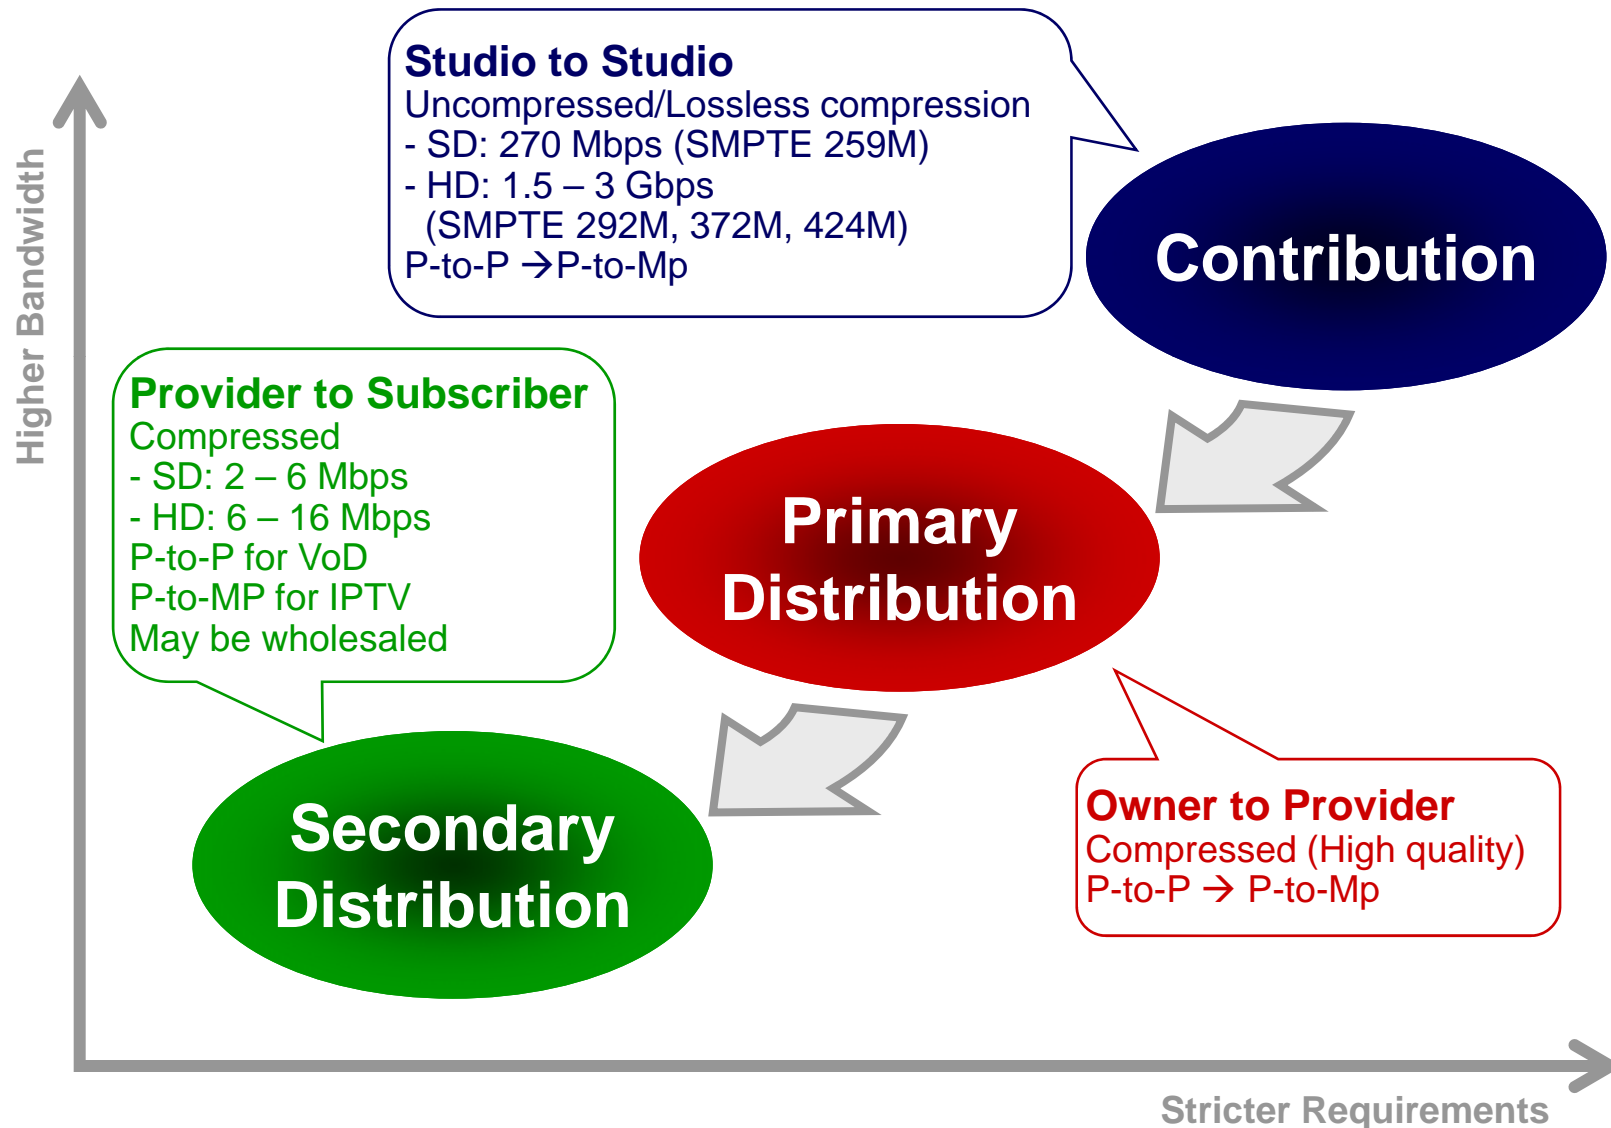 Studio to Studio
Uncompressed/Lossless compression
- SD: 270 Mbps (SMPTE 259M)
- HD: 1.5 – 3 Gbps
(SMPTE 292M, 372M, 424M)
P-to-P →P-to-Mp
Contribution
Higher Bandwidth
Provider to Subscriber
Compressed
- SD: 2 – 6 Mbps
- HD: 6 – 16 Mbps
P-to-P for VoD
P-to-MP for IPTV
May be wholesaled
Primary
Distribution
Owner to Provider
Compressed (High quality)
P-to-P → P-to-Mp
Secondary
Distribution
Stricter Requirements